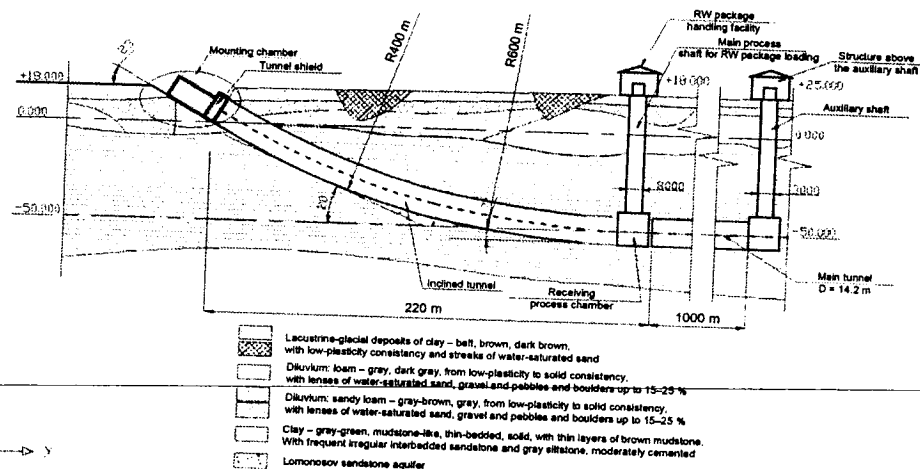 RW package
handling facility
Mounting chamber
Tunnel shield
R400 m
R600 m
Main process
shaft for RW package loading
Structure above
the auxiliary shaft
+18.000
+18.000
+25.000
Auxiliary shaft
0.000
0.000
8000
-50.000
20
-50.000
Inclined tunnel
Receiving
process chamber
Main tunnel
D = 14.2 m
220 m
1000 m
Lacustrine-glacial deposits of clay – belt, brown, dark brown,
with low-plasticity consistency and streaks of water-saturated sand
Diluvium: loam – gray, dark gray, from low-plasticity to solid consistency,
with lenses of water-saturated sand, gravel and pebbles and boulders up to 15–25 %
Diluvium: sandy loam – gray-brown, gray, from low-plasticity to solid consistency,
with lenses of water-saturated sand, gravel and pebbles and boulders up to 15–25 %
Clay – gray-green, mudstone-like, thin-bedded, solid, with thin layers of brown mudstone.
With frequent irregular interbedded sandstone and gray siltstone, moderately cemented
Lomonosov sandstone aquifer